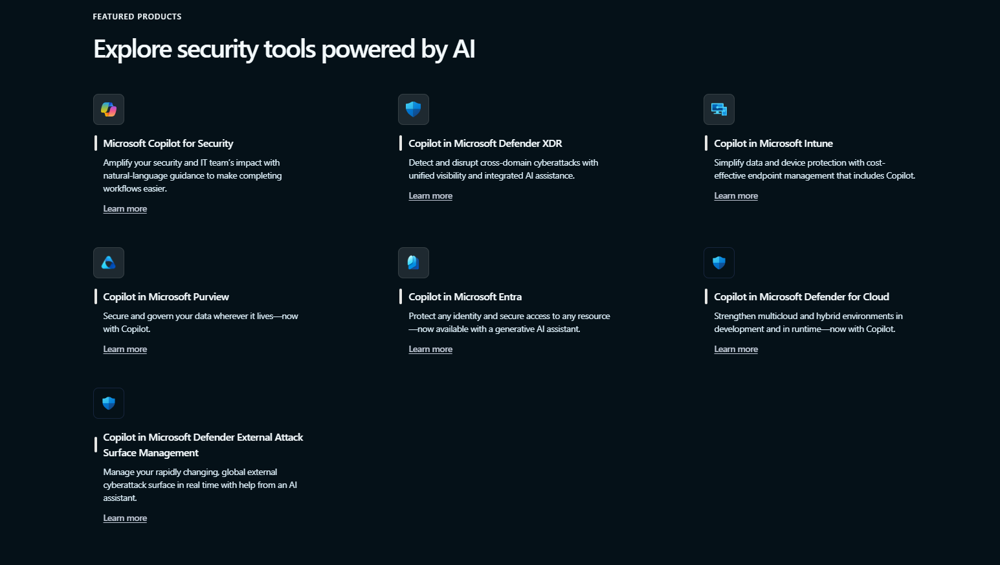 FEATURED PRODUCTS
Explore security tools powered by AI
Microsoft Copilot for Security
Amplify your security and IT team’s impact with
natural-language guidance to make completing
workflows easier.
Learn more
Copilot in Microsoft Defender XDR
Detect and disrupt cross-domain cyberattacks with
unified visibility and integrated AI assistance.
Learn more
Copilot in Microsoft Intune
Simplify data and device protection with cost-
effective endpoint management that includes Copilot.
Learn more
Copilot in Microsoft Purview
Secure and govern your data wherever it lives—now
with Copilot.
Learn more
Copilot in Microsoft Entra
Protect any identity and secure access to any resource
—now available with a generative AI assistant.
Learn more
Copilot in Microsoft Defender for Cloud
Strengthen multicloud and hybrid environments in
development and in runtime—now with Copilot.
Learn more
Copilot in Microsoft Defender External Attack
Surface Management
Manage your rapidly changing, global external
cyberattack surface in real time with help from an AI
assistant.
Learn more